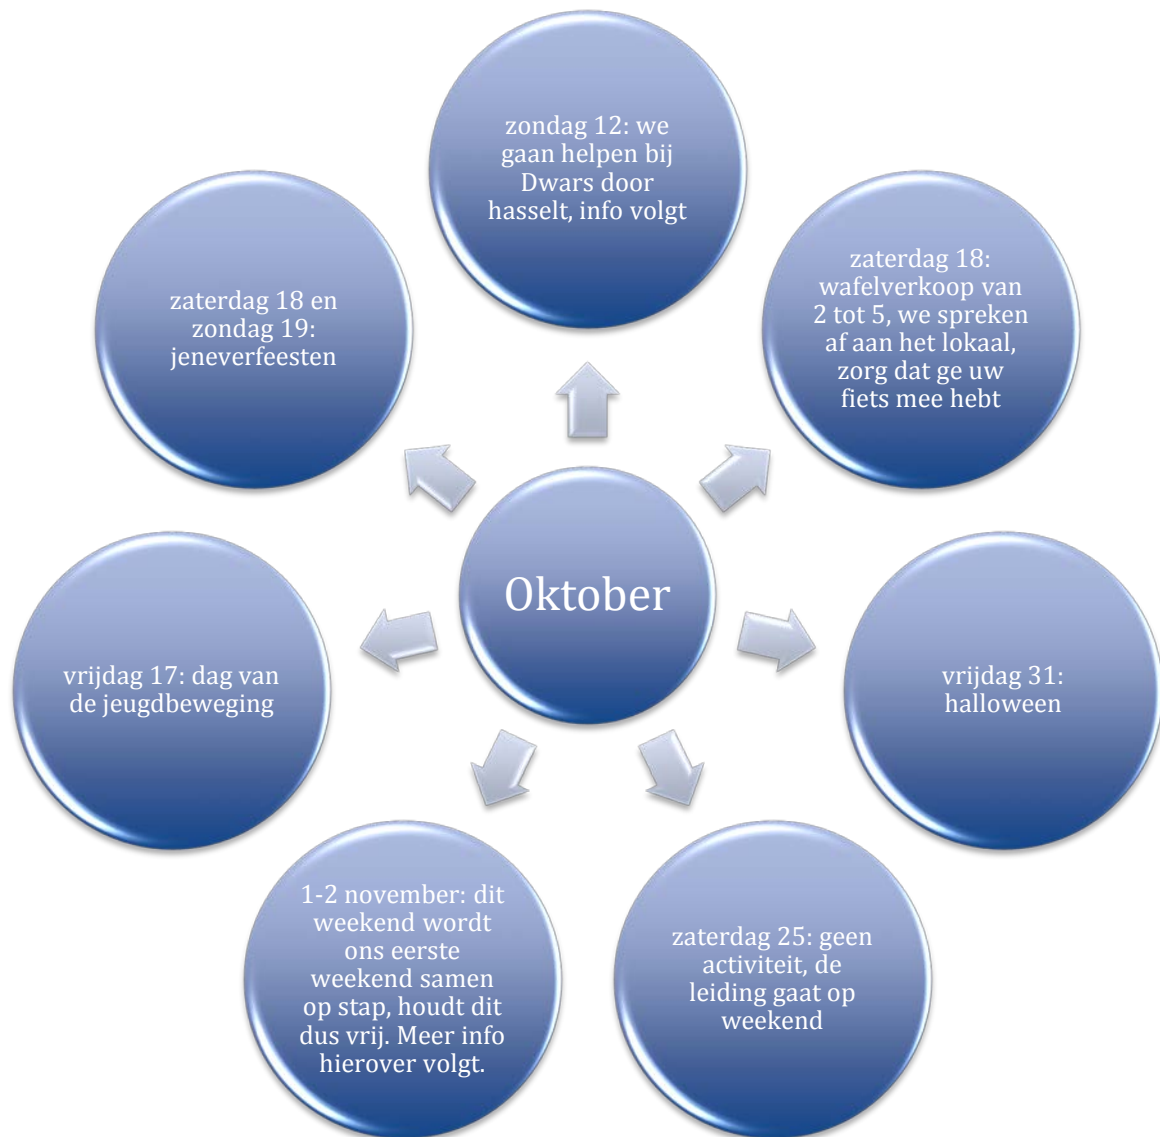 zondag 12: we
gaan helpen bij
Dwars door
hasselt, info volgt
zaterdag 18:
wafelverkoop van
2 tot 5, we spreken
af aan het lokaal,
zorg dat ge uw
fiets mee hebt
vrijdag 31:
halloween
zaterdag 25: geen
activiteit, de
leiding gaat op
weekend
1-2 november: dit
weekend wordt
ons eerste
weekend samen
op stap, houdt dit
dus vrij. Meer info
hierover volgt.
vrijdag 17: dag van
de jeugdbeweging
zaterdag 18 en
zondag 19:
jeneverfeesten
Oktober